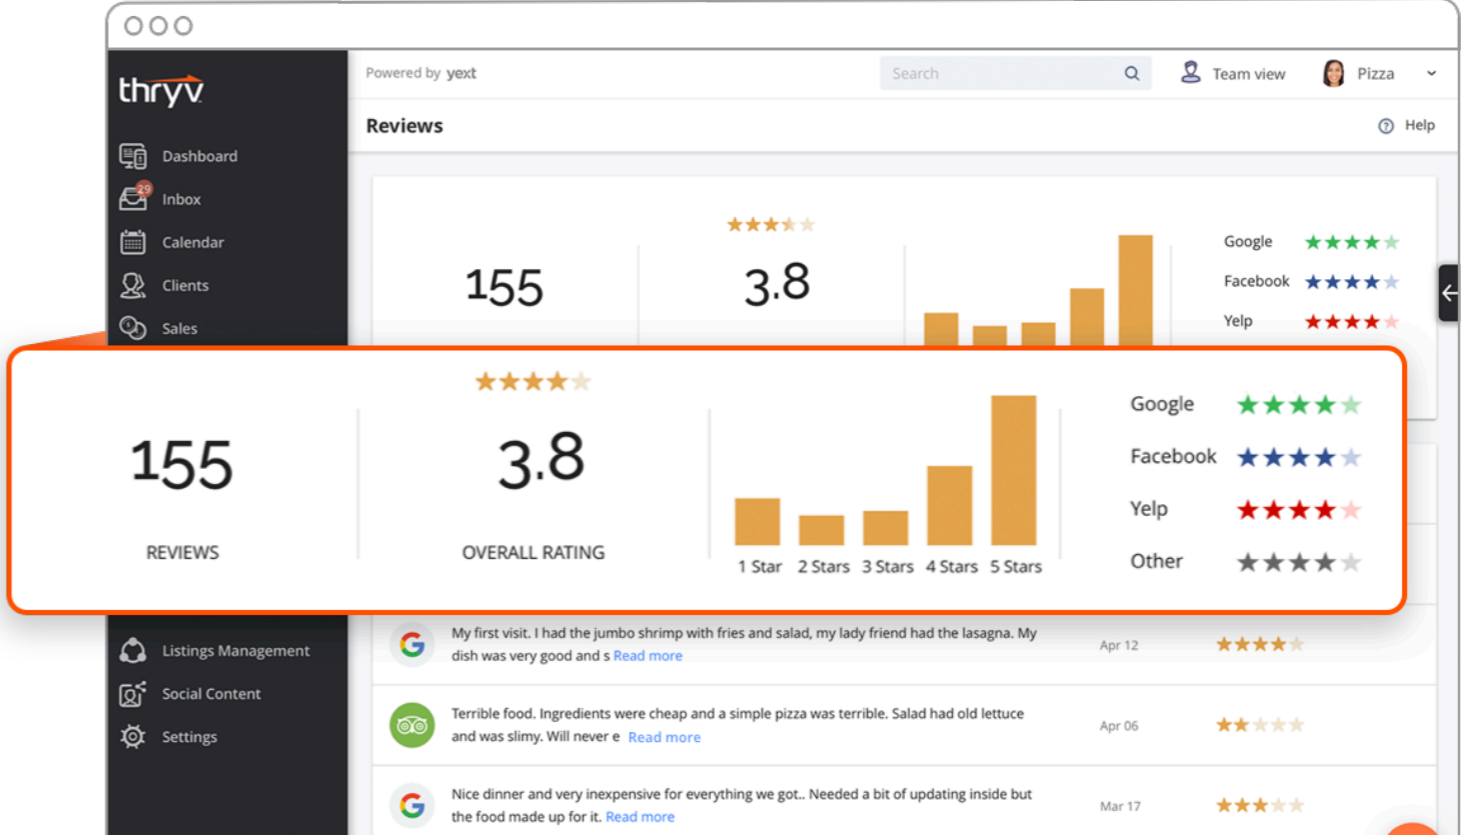 thryv
Powered by yext
Search
Team view
Pizza
Reviews
Help
Dashboard
29
Inbox
Calendar
Clients
Sales
155
3.8
Google
Facebook
Yelp
155
REVIEWS
3.8
OVERALL RATING
1 Star 2 Stars 3 Stars 4 Stars 5 Stars
Google
Facebook
Yelp
Other
Listings Management
Social Content
Settings
My first visit. I had the jumbo shrimp with fries and salad, my lady friend had the lasagna. My
dish was very good and s Read more
Apr 12
Terrible food. Ingredients were cheap and a simple pizza was terrible. Salad had old lettuce
and was slimy. Will never e Read more
Apr 06
Nice dinner and very inexpensive for everything we got.. Needed a bit of updating inside but
the food made up for it. Read more
Mar 17